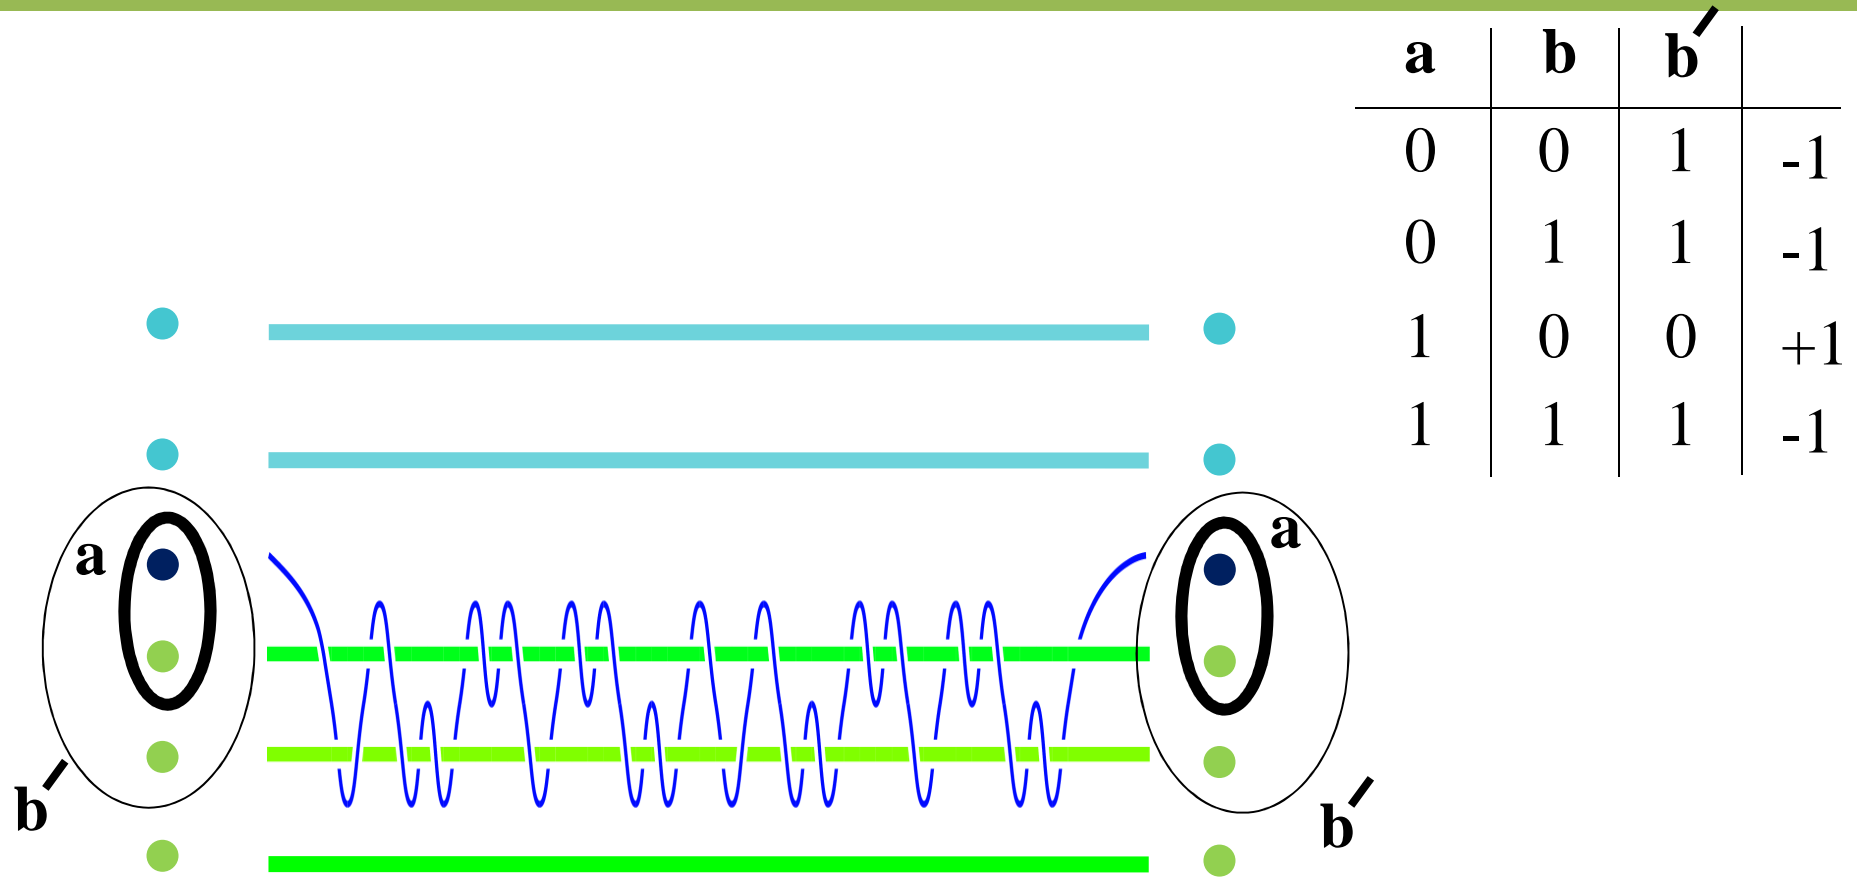 a b b′
0 0 1 -1
0 1 1 -1
1 0 0 +1
1 1 1 -1
a a
b′ b′